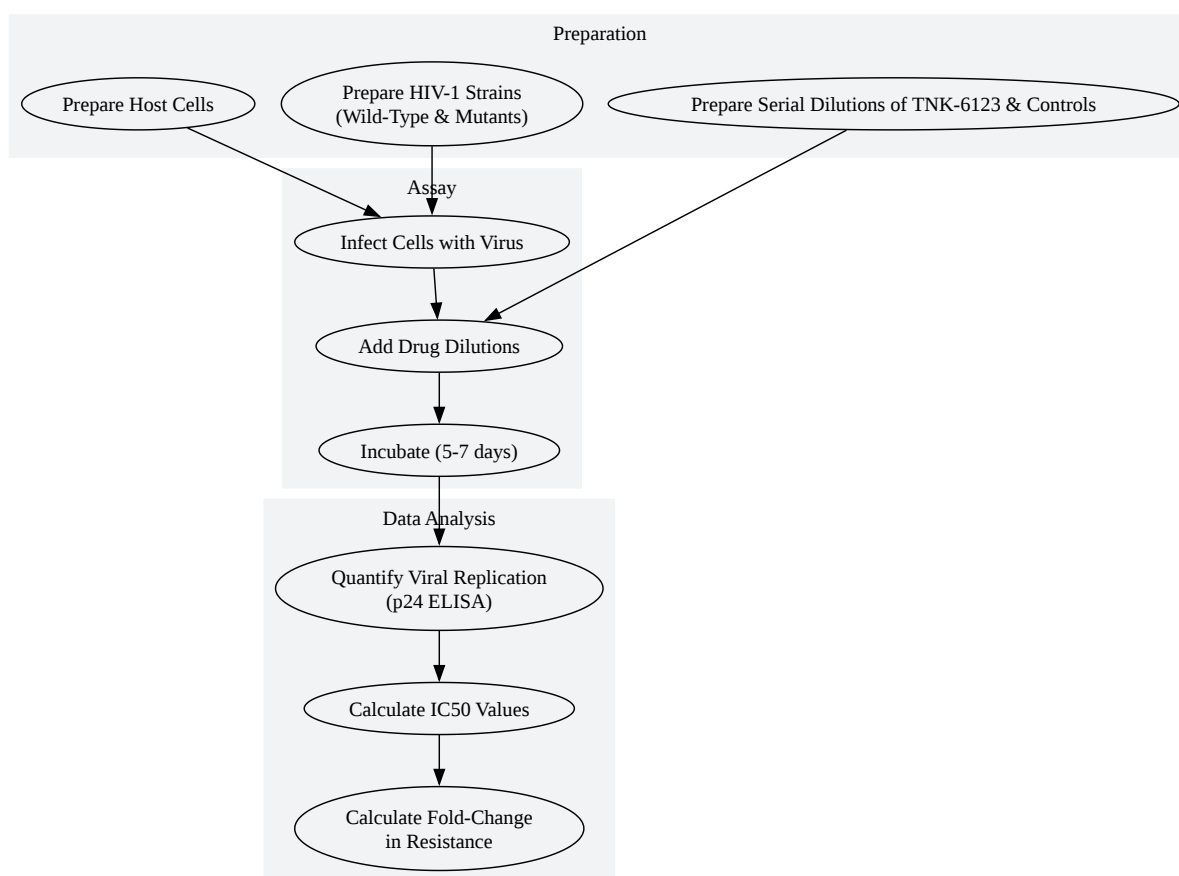 Preparation
Prepare Host Cells
Prepare HIV-1 Strains
(Wild-Type & Mutants)
Prepare Serial Dilutions of TNK-6123 & Controls
Assay
Infect Cells with Virus
Add Drug Dilutions
Incubate (5-7 days)
Data Analysis
Quantify Viral Replication
(p24 ELISA)
Calculate IC50 Values
Calculate Fold-Change
in Resistance